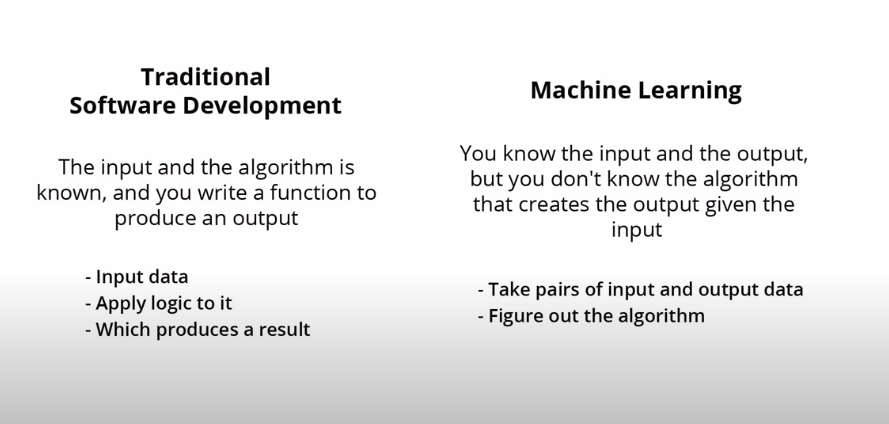 Traditional
Software Development
The input and the algorithm is
known, and you write a function to
produce an output
- Input data
- Apply logic to it
- Which produces a result
Machine Learning
You know the input and the output,
but you don't know the algorithm
that creates the output given the
input
- Take pairs of input and output data
- Figure out the algorithm